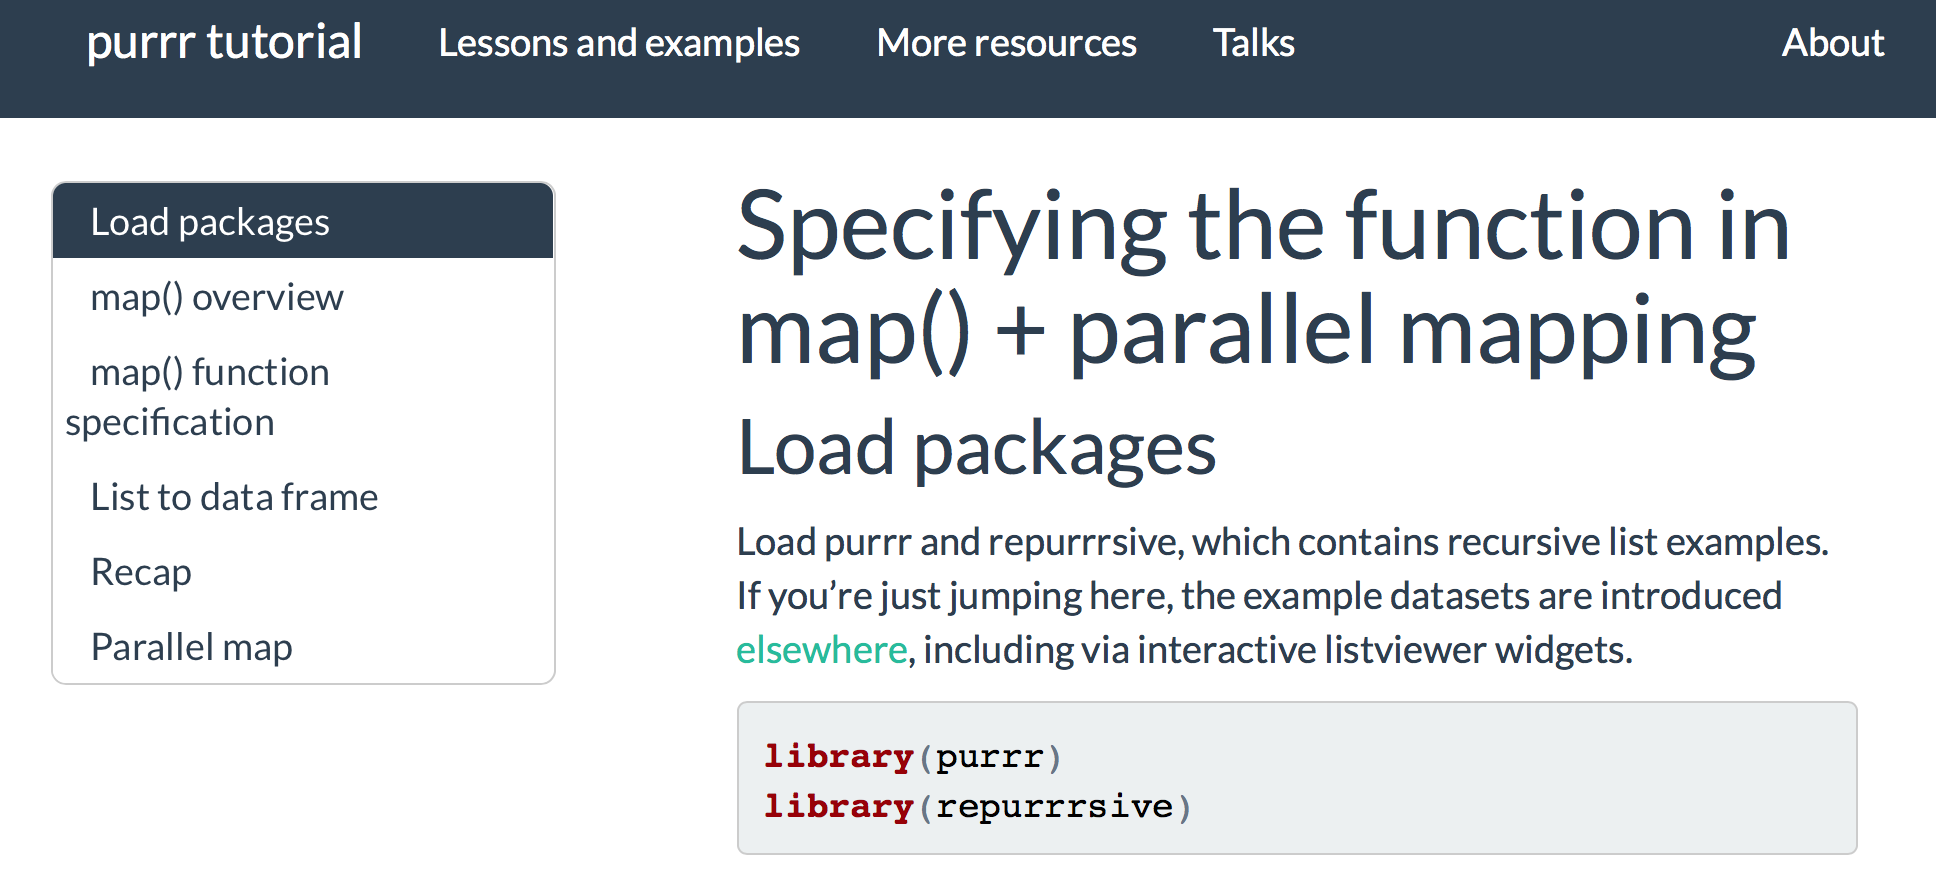 purrr tutorial Lessons and examples More resources Talks About
Load packages
map() overview
map() function
specification
List to data frame
Recap
Parallel map
Specifying the function in
map() + parallel mapping
Load packages
Load purrr and repurrrsive, which contains recursive list examples.
If you’re just jumping here, the example datasets are introduced
elsewhere, including via interactive listviewer widgets.
library(purrr)
library(repurrrsive)